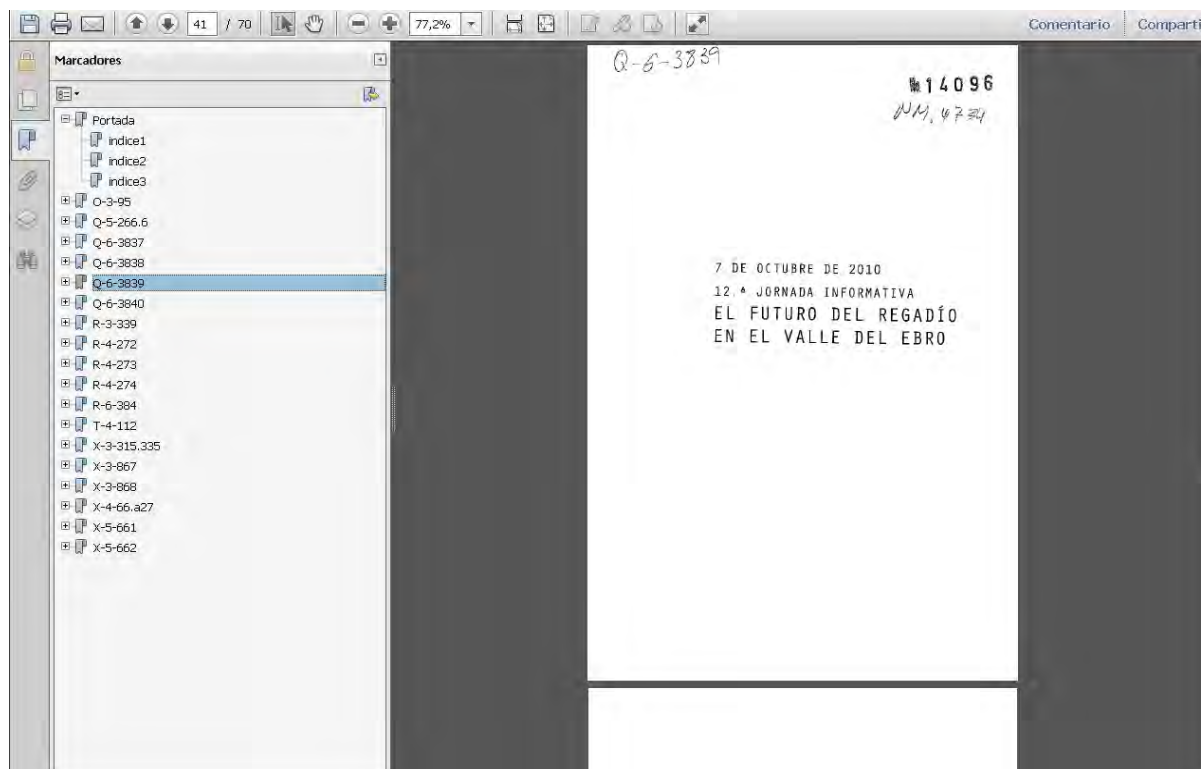 41 / 70
77,2%
Comentario
Comparti
Marcadores
Portada
indice1
indice2
indice3
O-3-95
Q-5-266.6
Q-6-3837
Q-6-3838
Q-6-3839
Q-6-3840
R-3-339
R-4-272
R-4-273
R-4-274
R-6-384
T-4-112
X-3-315.335
X-3-867
X-3-868
X-4-66.a27
X-5-661
X-5-662
Q-6-3839
№ 14096
NM. 4739
7 DE OCTUBRE DE 2010
12.ª JORNADA INFORMATIVA
EL FUTURO DEL REGADÍO
EN EL VALLE DEL EBRO